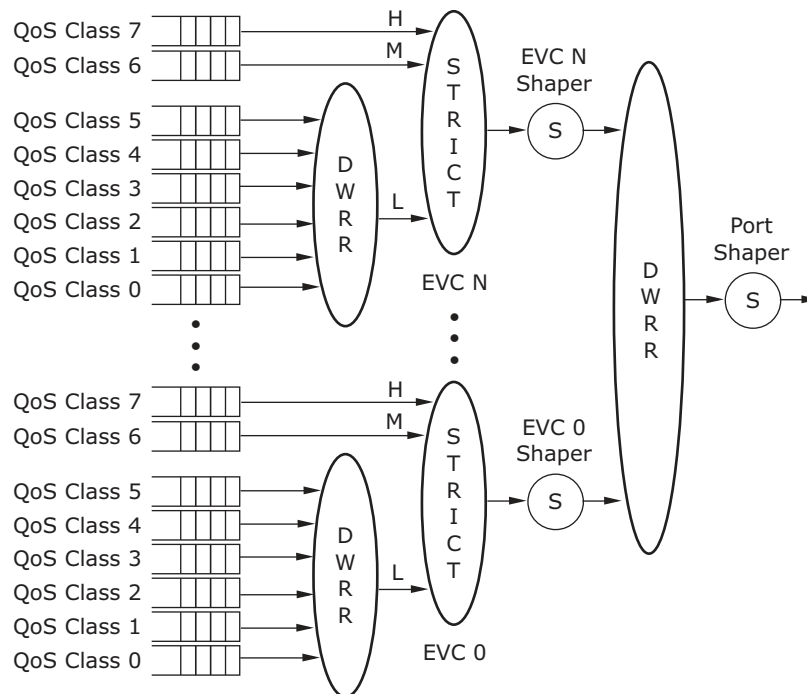 QoS Class 7
QoS Class 6
QoS Class 5
QoS Class 4
QoS Class 3
QoS Class 2
QoS Class 1
QoS Class 0
H
M
L
DWRR
STRICT
EVC N
EVC N
Shaper
S
QoS Class 7
QoS Class 6
QoS Class 5
QoS Class 4
QoS Class 3
QoS Class 2
QoS Class 1
QoS Class 0
H
M
L
DWRR
STRICT
EVC 0
EVC 0
Shaper
S
DWRR
Port
Shaper
S